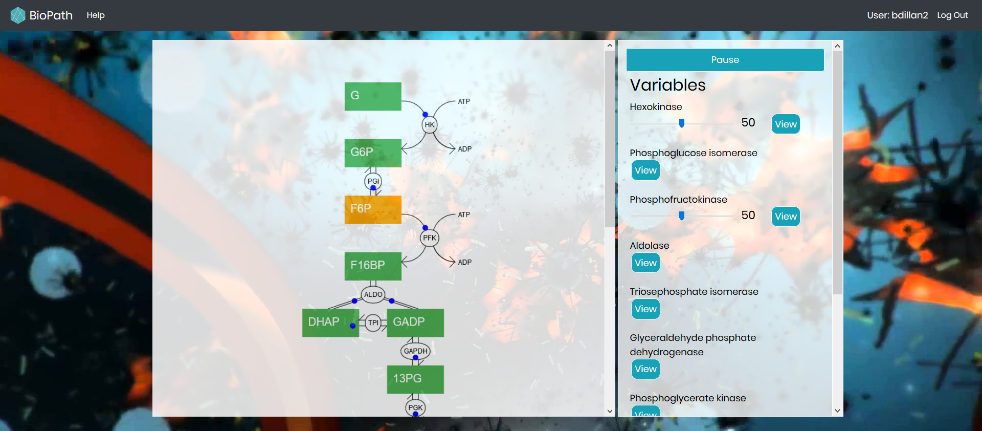 BioPath Help User: bdillan2 Log Out
G
ATP
HK
G6P
ADP
PGI
F6P
ATP
PFK
F16BP
ADP
ALDO
DHAP TPI GADP
GAPDH
13PG
PGK
Pause
Variables
Hexokinase
50 View
Phosphoglucose isomerase
View
Phosphofructokinase
50 View
Aldolase
View
Triosephosphate isomerase
View
Glyceraldehyde phosphate
dehydrogenase
View
Phosphoglycerate kinase
View